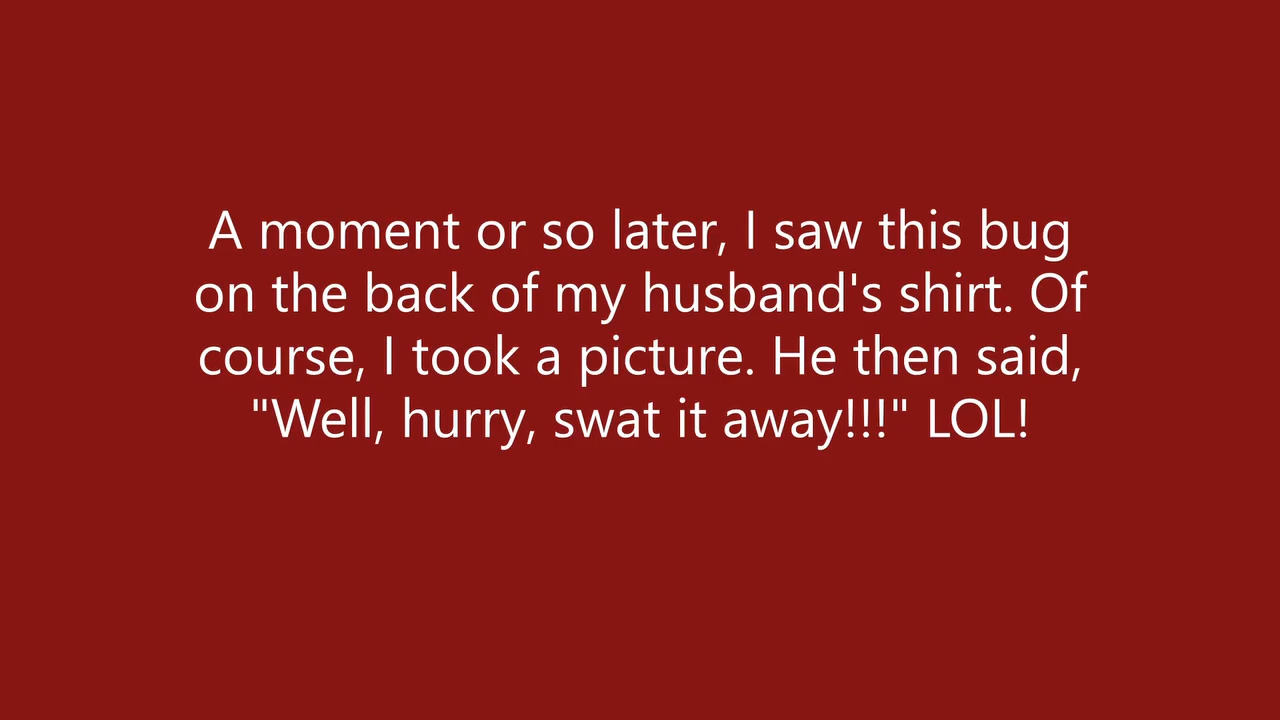 A moment or so later, I saw this bug
on the back of my husband's shirt. Of
course, I took a picture. He then said,
"Well, hurry, swat it away!!!" LOL!